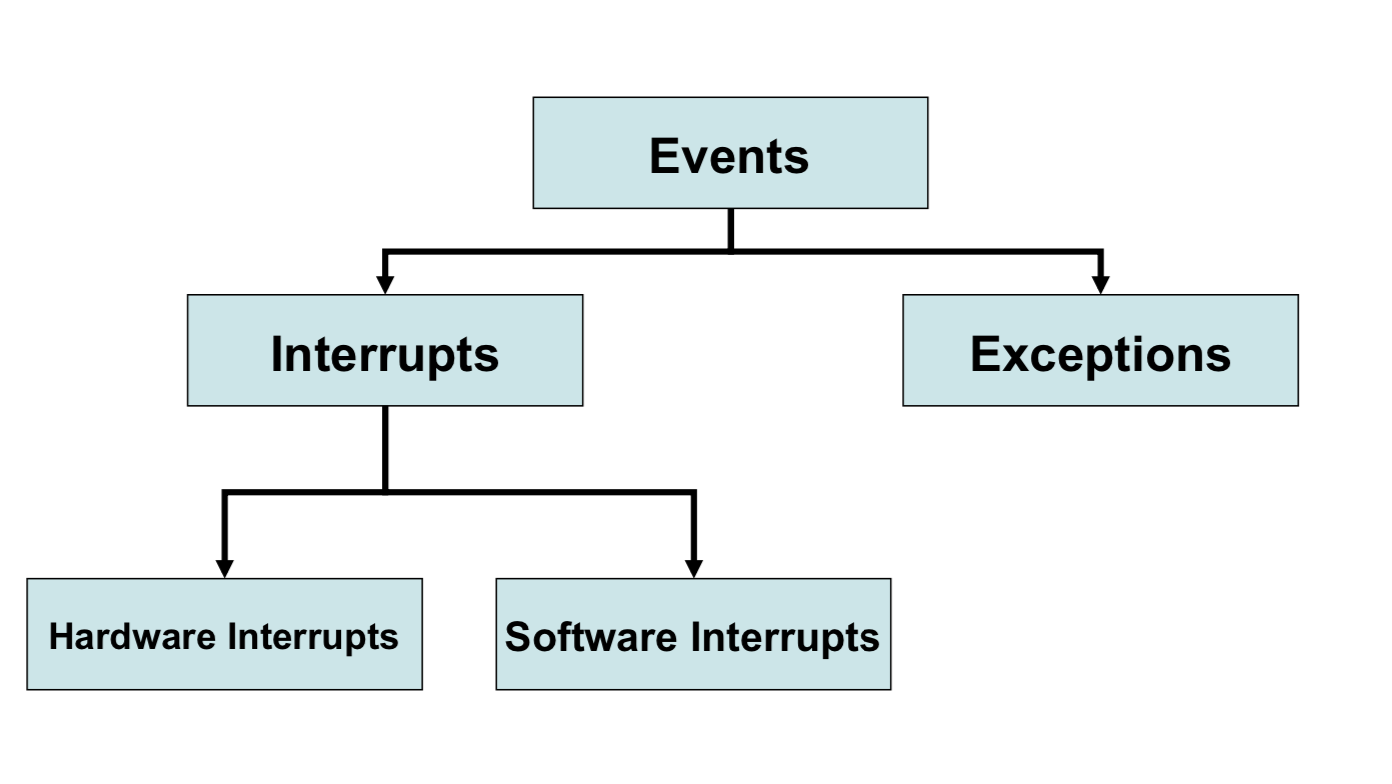 Events
Interrupts
Exceptions
Hardware Interrupts
Software Interrupts